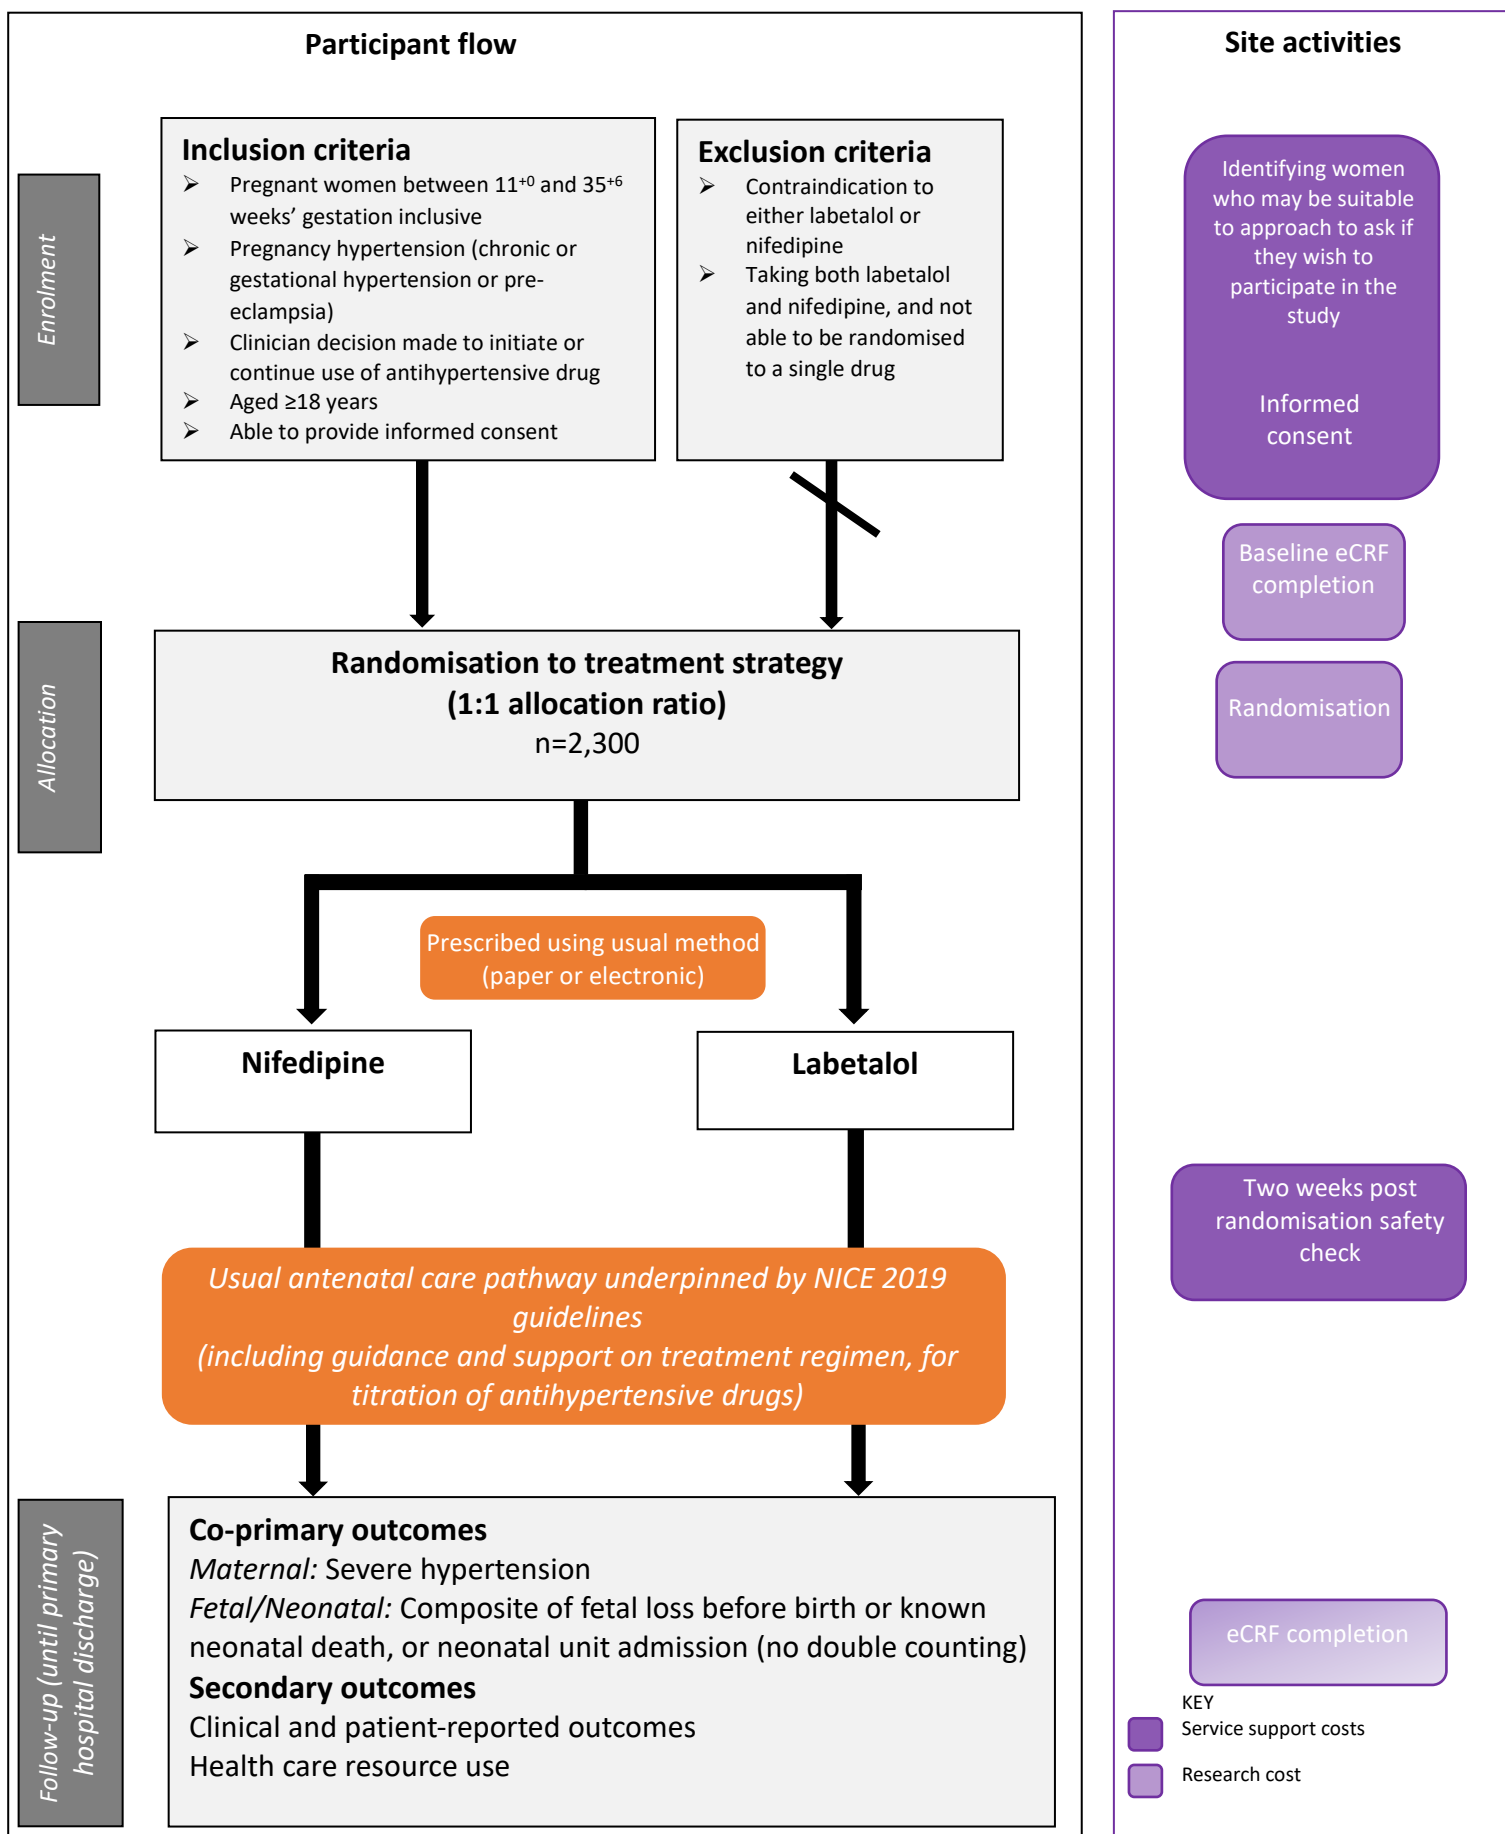 Participant flow
Enrolment
Inclusion criteria
➢ Pregnant women between 11⁺⁰ and 35⁺⁶
weeks’ gestation inclusive
➢ Pregnancy hypertension (chronic or
gestational hypertension or pre-
eclampsia)
➢ Clinician decision made to initiate or
continue use of antihypertensive drug
➢ Aged ≥18 years
➢ Able to provide informed consent
Exclusion criteria
➢ Contraindication to
either labetalol or
nifedipine
➢ Taking both labetalol
and nifedipine, and not
able to be randomised
to a single drug
Allocation
Randomisation to treatment strategy
(1:1 allocation ratio)
n=2,300
Prescribed using usual method
(paper or electronic)
Nifedipine
Labetalol
Usual antenatal care pathway underpinned by NICE 2019
guidelines
(including guidance and support on treatment regimen, for
titration of antihypertensive drugs)
Follow-up (until primary
hospital discharge)
Co-primary outcomes
Maternal: Severe hypertension
Fetal/Neonatal: Composite of fetal loss before birth or known
neonatal death, or neonatal unit admission (no double counting)
Secondary outcomes
Clinical and patient-reported outcomes
Health care resource use
Site activities
Identifying women
who may be suitable
to approach to ask if
they wish to
participate in the
study
Informed
consent
Baseline eCRF
completion
Randomisation
Two weeks post
randomisation safety
check
eCRF completion
KEY
Service support costs
Research cost